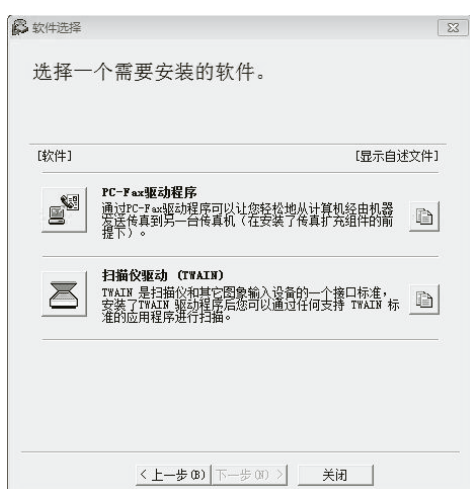 软件选择
选择一个需要安装的软件。
[软件] [显示自述文件]
PC-Fax驱动程序
通过PC-Fax驱动程序可以让您轻松地从计算机经由机器
发送传真到另一台传真机（在安装了传真扩充组件的前
提下）。
扫描仪驱动 (TWAIN)
TWAIN 是扫描仪和其它图象输入设备的一个接口标准，
安装了TWAIN 驱动程序后您可以通过任何支持 TWAIN 标
准的应用程序进行扫描。
< 上一步(B) 下一步(N) > 关闭